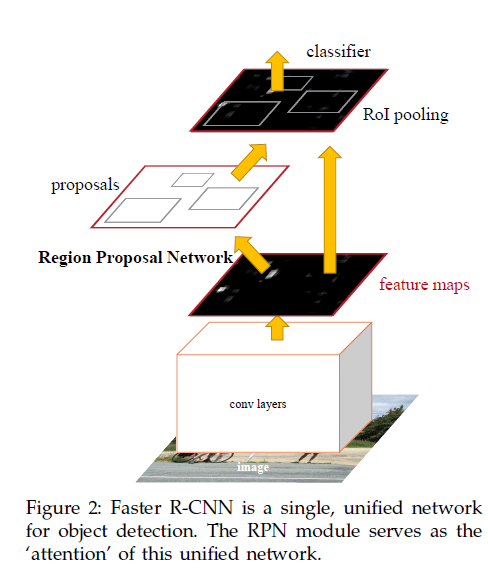 classifier
RoI pooling
proposals
Region Proposal Network
feature maps
conv layers
image
Figure 2: Faster R-CNN is a single, unified network
for object detection. The RPN module serves as the
‘attention’ of this unified network.